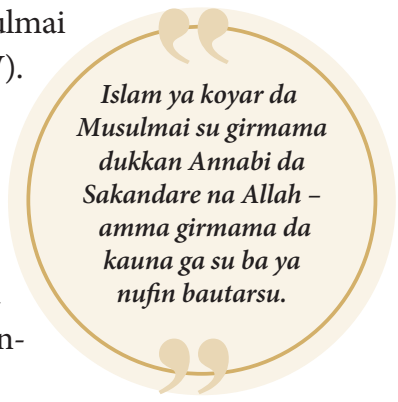 ulmai
).
Islam ya koyar da
Musulmai su girmama
dukkan Annabi da
Sakandare na Allah –
amma girmama da
kauna ga su ba ya
nufin bautarsu.
n-